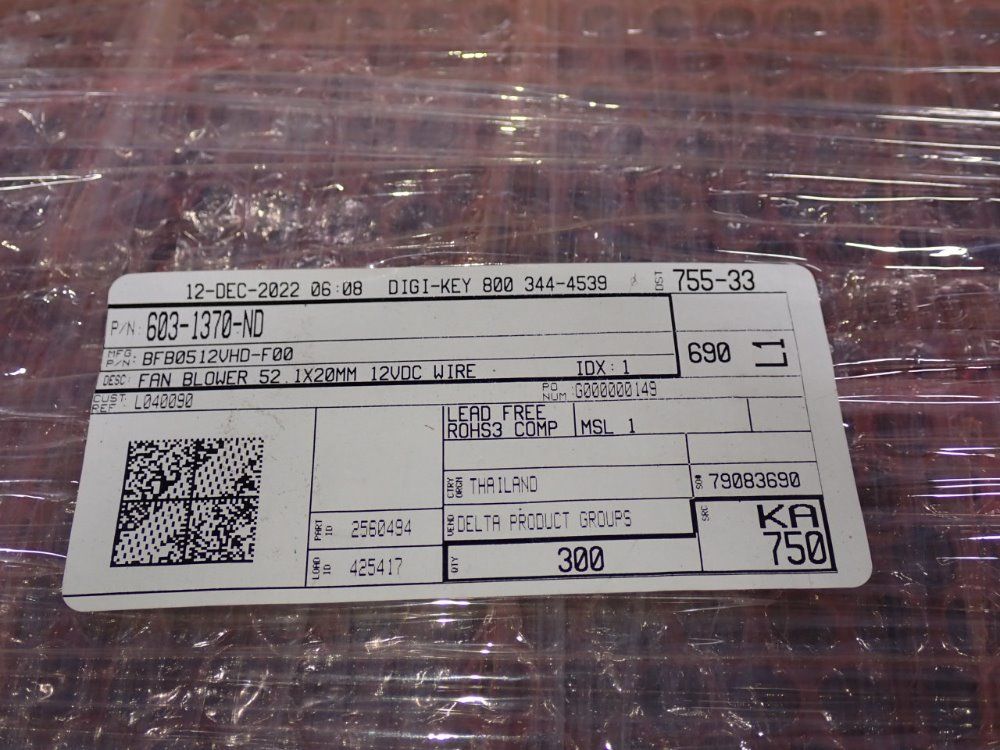 12-DEC-2022 06:08 DIGI-KEY 800 344-4539 DST 755-33
P/N: 603-1370-ND
MFG P/N: BFB0512VHD-F00
690 L1
DESC: FAN BLOWER 52.1X20MM 12VDC WIRE IDX: 1
CUST REF: L040090 PO NUM G000000149
LEAD FREE
ROHS3 COMP MSL 1
CTRY ORGN THAILAND SO# 79083690
PART ID 2560494 VEND DELTA PRODUCT GROUPS SRC KA
LOAD ID 425417 QTY 300 750